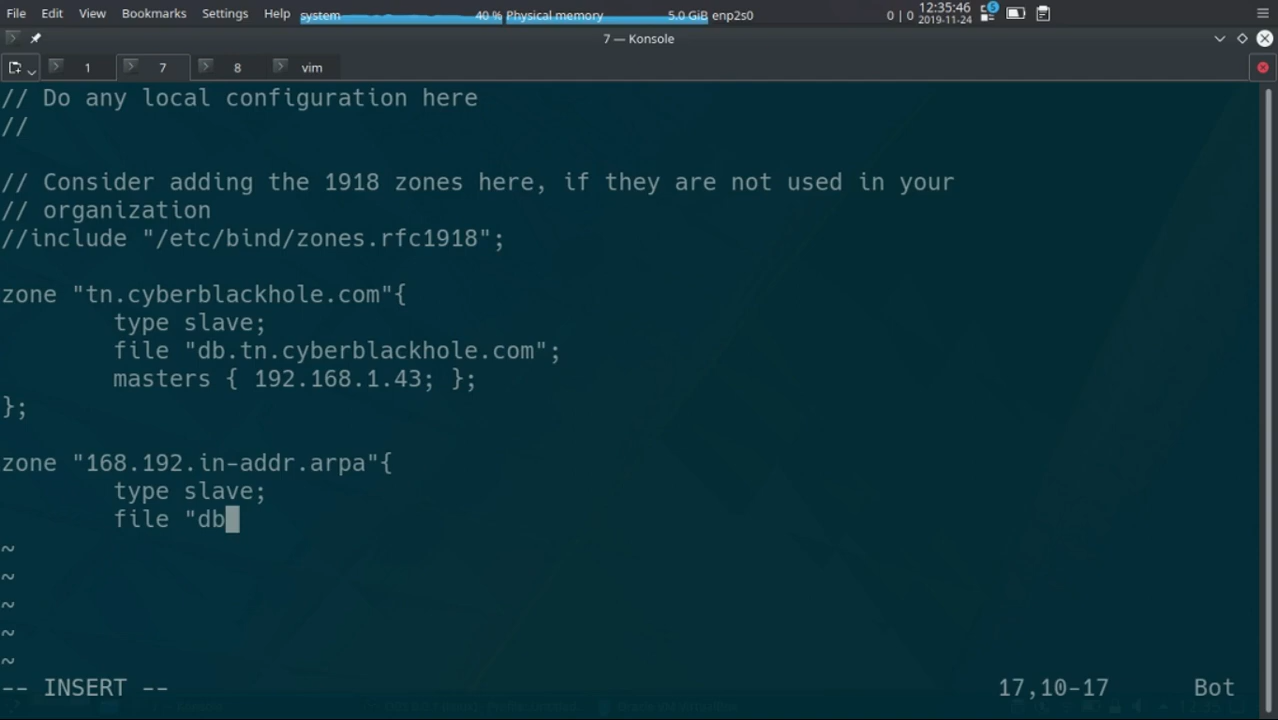 File Edit View Bookmarks Settings Help system 40 % Physical memory 5.0 GiB enp2s0 0 | 0 12:35:46 2019-11-24 5
7 — Konsole
1 7 8 vim
// Do any local configuration here
//
// Consider adding the 1918 zones here, if they are not used in your
// organization
//include "/etc/bind/zones.rfc1918";
zone "tn.cyberblackhole.com"{
type slave;
file "db.tn.cyberblackhole.com";
masters { 192.168.1.43; };
};
zone "168.192.in-addr.arpa"{
type slave;
file "db
~
~
~
~
~
-- INSERT -- 17,10-17 Bot